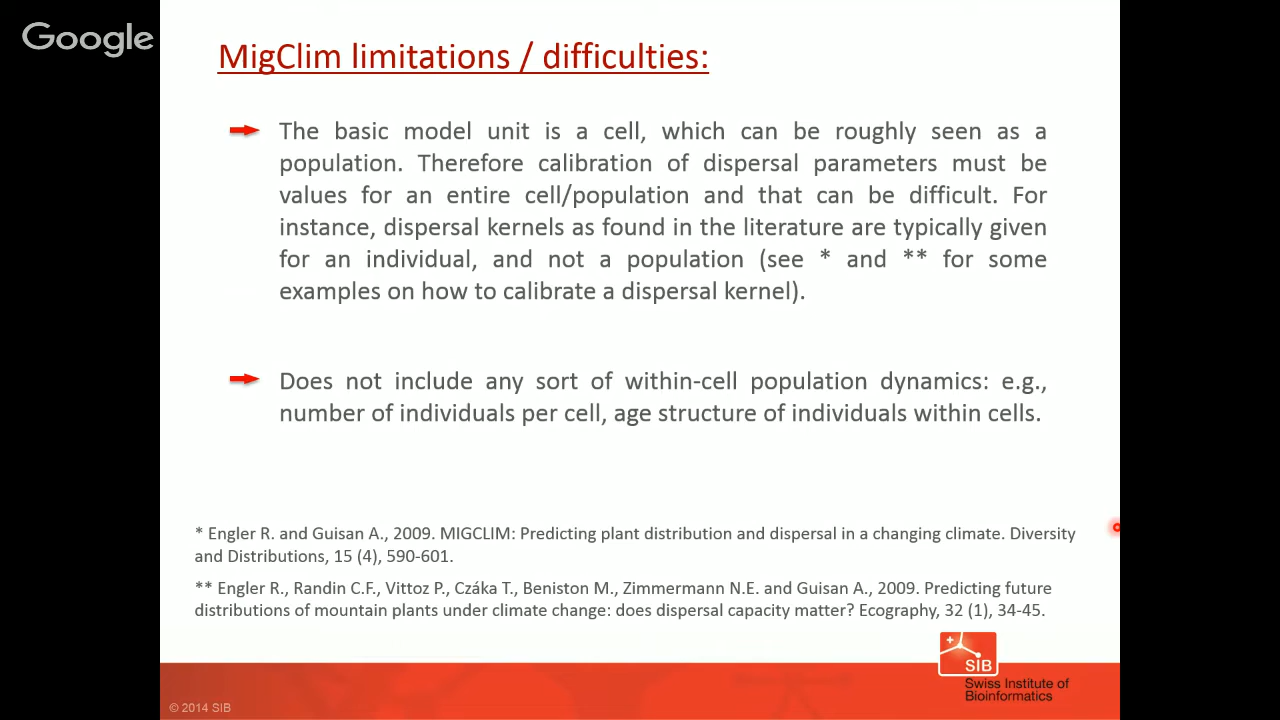 Google
MigClim limitations / difficulties:
The basic model unit is a cell, which can be roughly seen as a
population. Therefore calibration of dispersal parameters must be
values for an entire cell/population and that can be difficult. For
instance, dispersal kernels as found in the literature are typically given
for an individual, and not a population (see * and ** for some
examples on how to calibrate a dispersal kernel).
Does not include any sort of within-cell population dynamics: e.g.,
number of individuals per cell, age structure of individuals within cells.
* Engler R. and Guisan A., 2009. MIGCLIM: Predicting plant distribution and dispersal in a changing climate. Diversity
and Distributions, 15 (4), 590-601.
** Engler R., Randin C.F., Vittoz P., Czáka T., Beniston M., Zimmermann N.E. and Guisan A., 2009. Predicting future
distributions of mountain plants under climate change: does dispersal capacity matter? Ecography, 32 (1), 34-45.
SIB
Swiss Institute of
Bioinformatics
© 2014 SIB